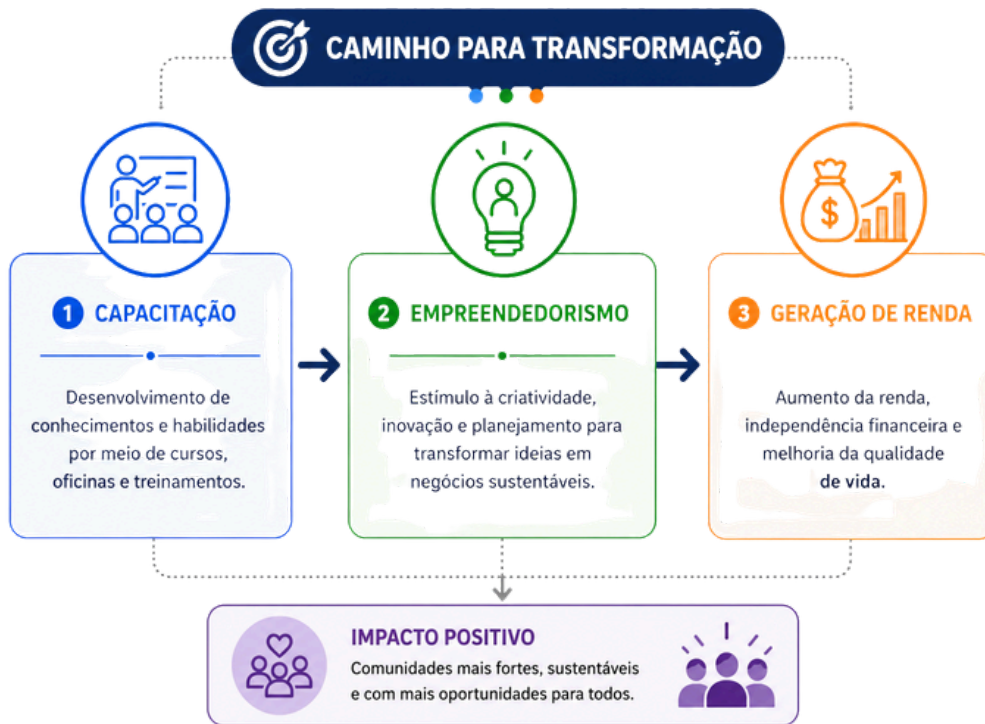 CAMINHO PARA TRANSFORMAÇÃO
1 CAPACITAÇÃO
Desenvolvimento de
conhecimentos e habilidades
por meio de cursos,
oficinas e treinamentos.
2 EMPREENDEDORISMO
Estímulo à criatividade,
inovação e planejamento para
transformar ideias em
negócios sustentáveis.
3 GERAÇÃO DE RENDA
$
Aumento da renda,
independência financeira e
melhoria da qualidade
de vida.
IMPACTO POSITIVO
Comunidades mais fortes, sustentáveis
e com mais oportunidades para todos.